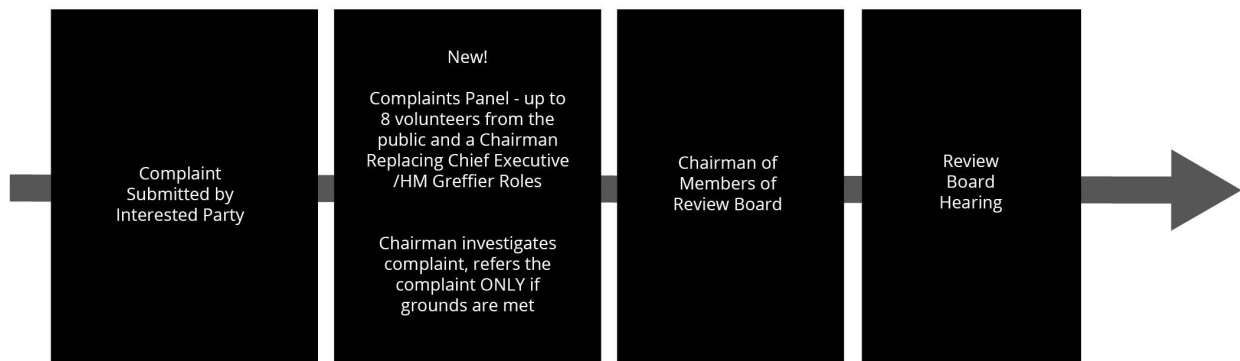 Complaint
Submitted by
Interested Party
New!
Complaints Panel - up to
8 volunteers from the
public and a Chairman
Replacing Chief Executive
/HM Greffier Roles
Chairman investigates
complaint, refers the
complaint ONLY if
grounds are met
Chairman of
Members of
Review Board
Review
Board
Hearing